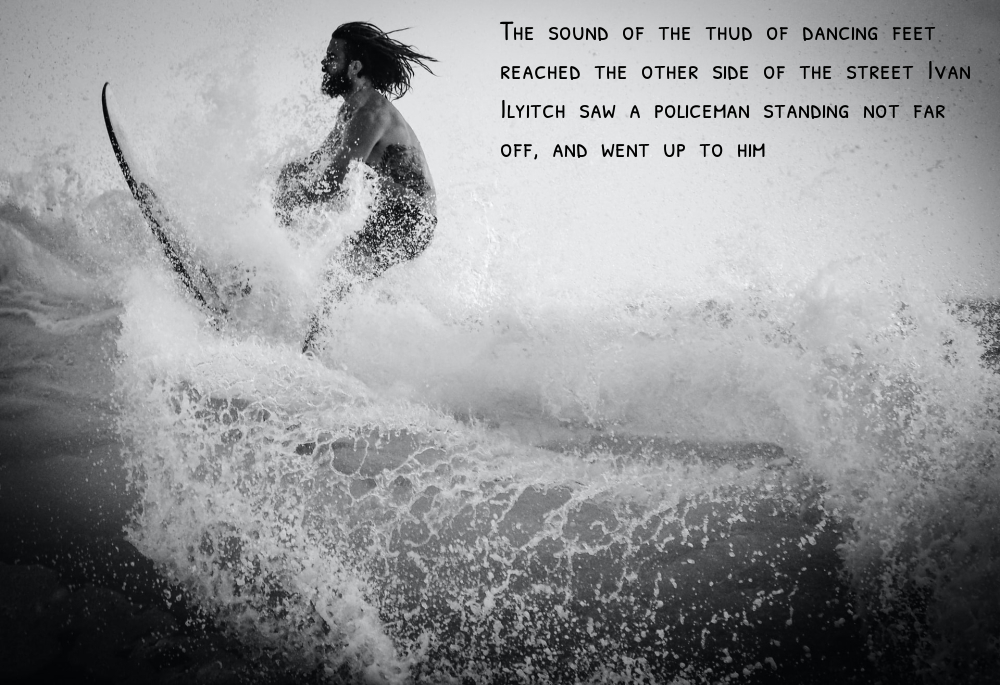 The sound of the thud of dancing feet
reached the other side of the street Ivan
Ilyitch saw a policeman standing not far
off, and went up to him